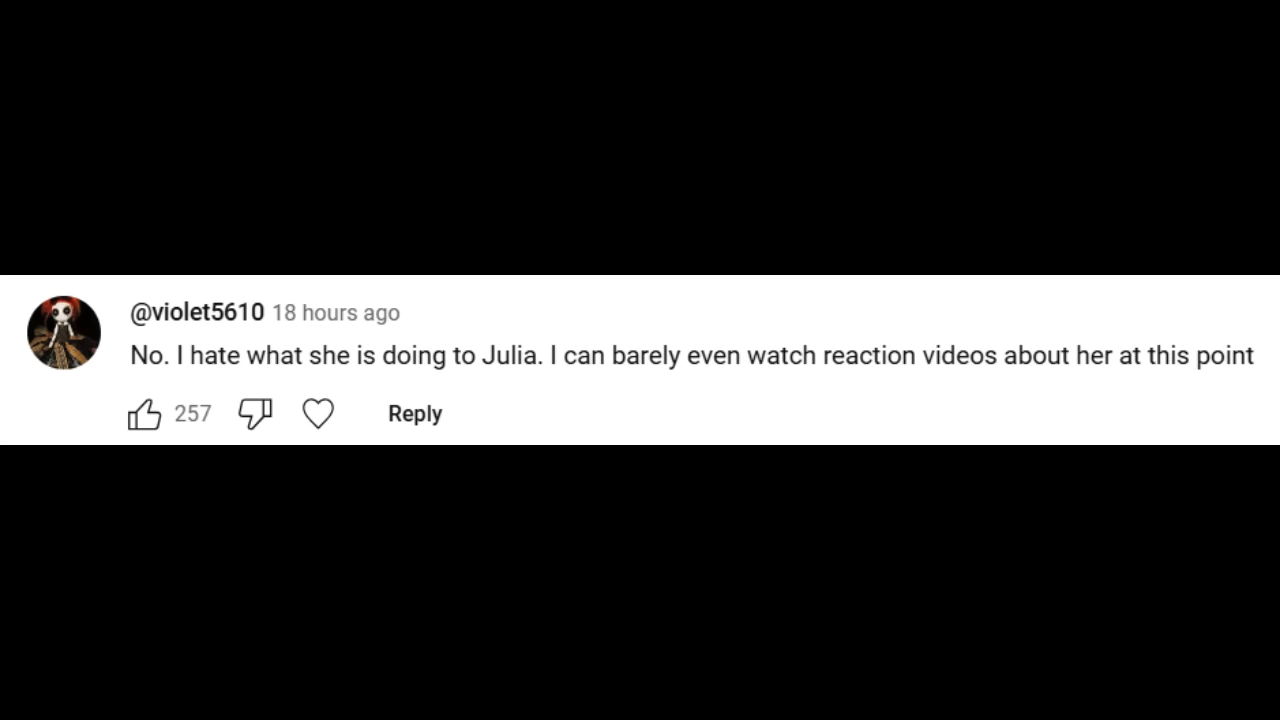 @violet5610 18 hours ago
No. I hate what she is doing to Julia. I can barely even watch reaction videos about her at this point
257 Reply